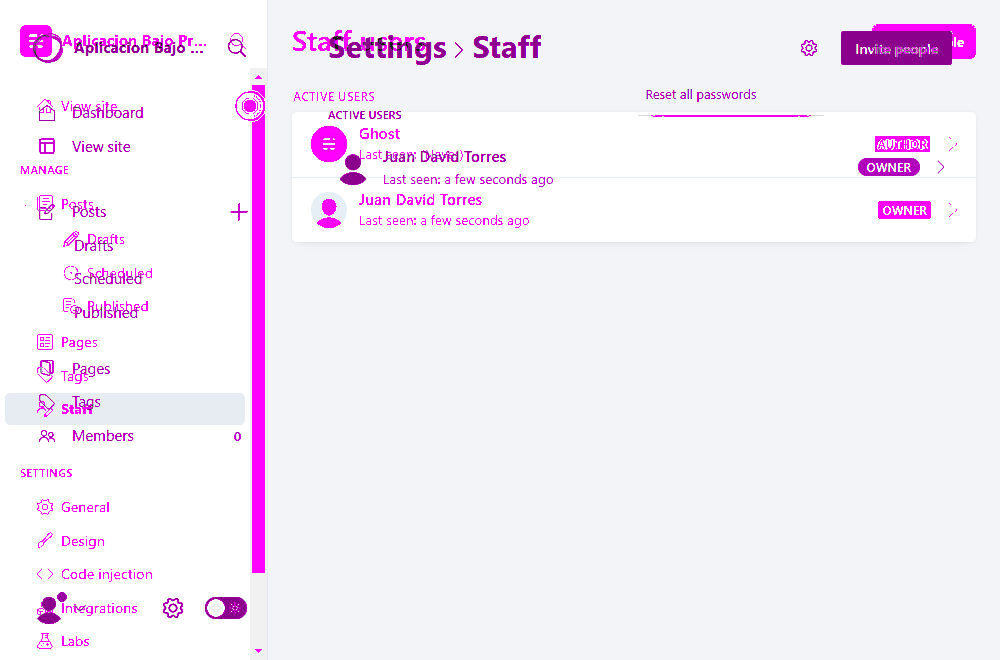 Aplicacion Bajo Pr...
Aplicacion Bajo ...
View site
Dashboard
View site
MANAGE
Posts
Posts
Drafts
Drafts
Scheduled
Scheduled
Published
Published
Pages
Tags
Pages
Staff
Tags
Members 0
SETTINGS
General
Design
Code injection
Integrations
Labs
Staff users
Settings > Staff
Invite people
Reset all passwords
ACTIVE USERS
ACTIVE USERS
Ghost
AUTHOR
Last seen: (Never)
Juan David Torres
OWNER
Last seen: a few seconds ago
Juan David Torres
OWNER
Last seen: a few seconds ago